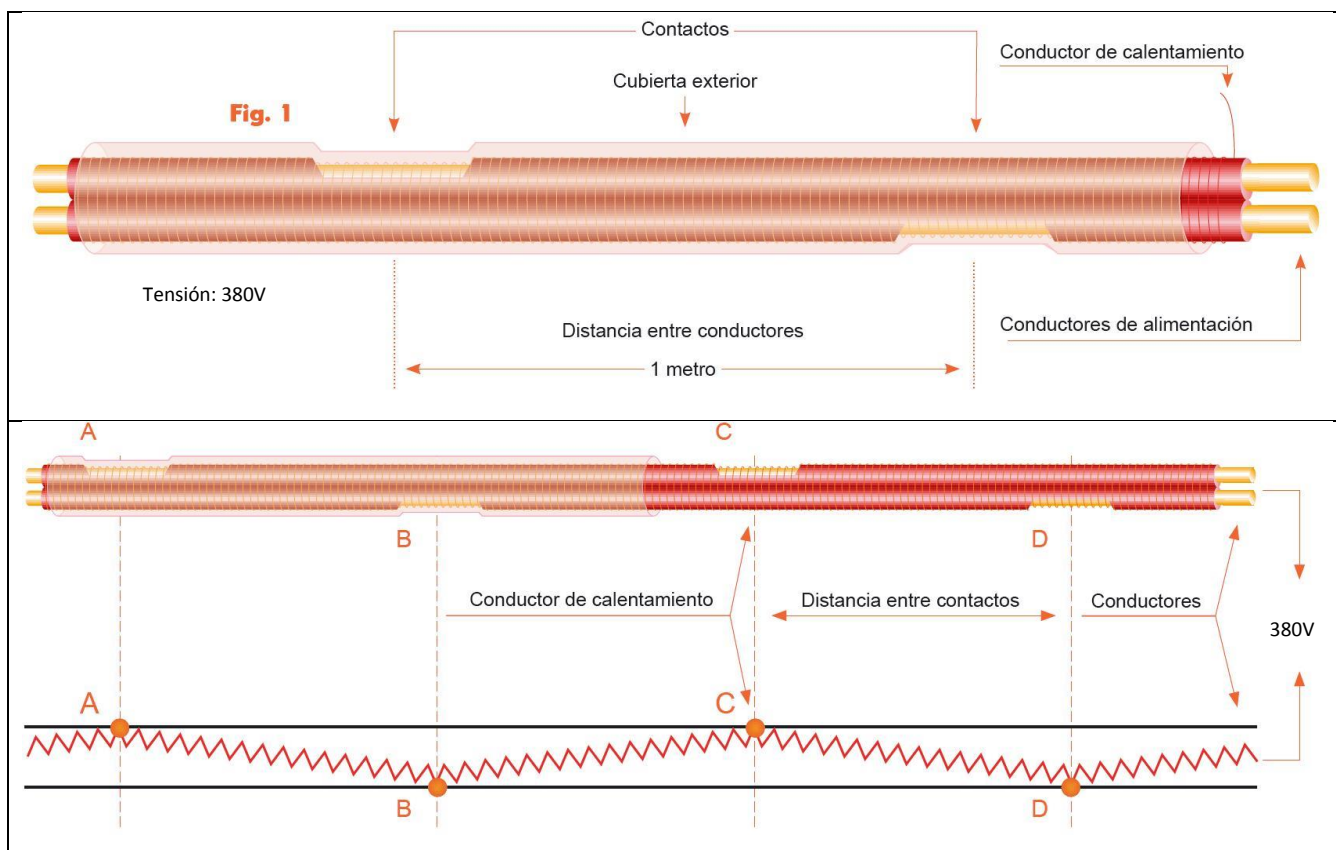 Contactos
Conductor de calentamiento
Cubierta exterior
Fig. 1
Tensión: 380V
Distancia entre conductores
Conductores de alimentación
1 metro
A
C
B
D
Conductor de calentamiento
Distancia entre contactos
Conductores
380V
A
C
B
D